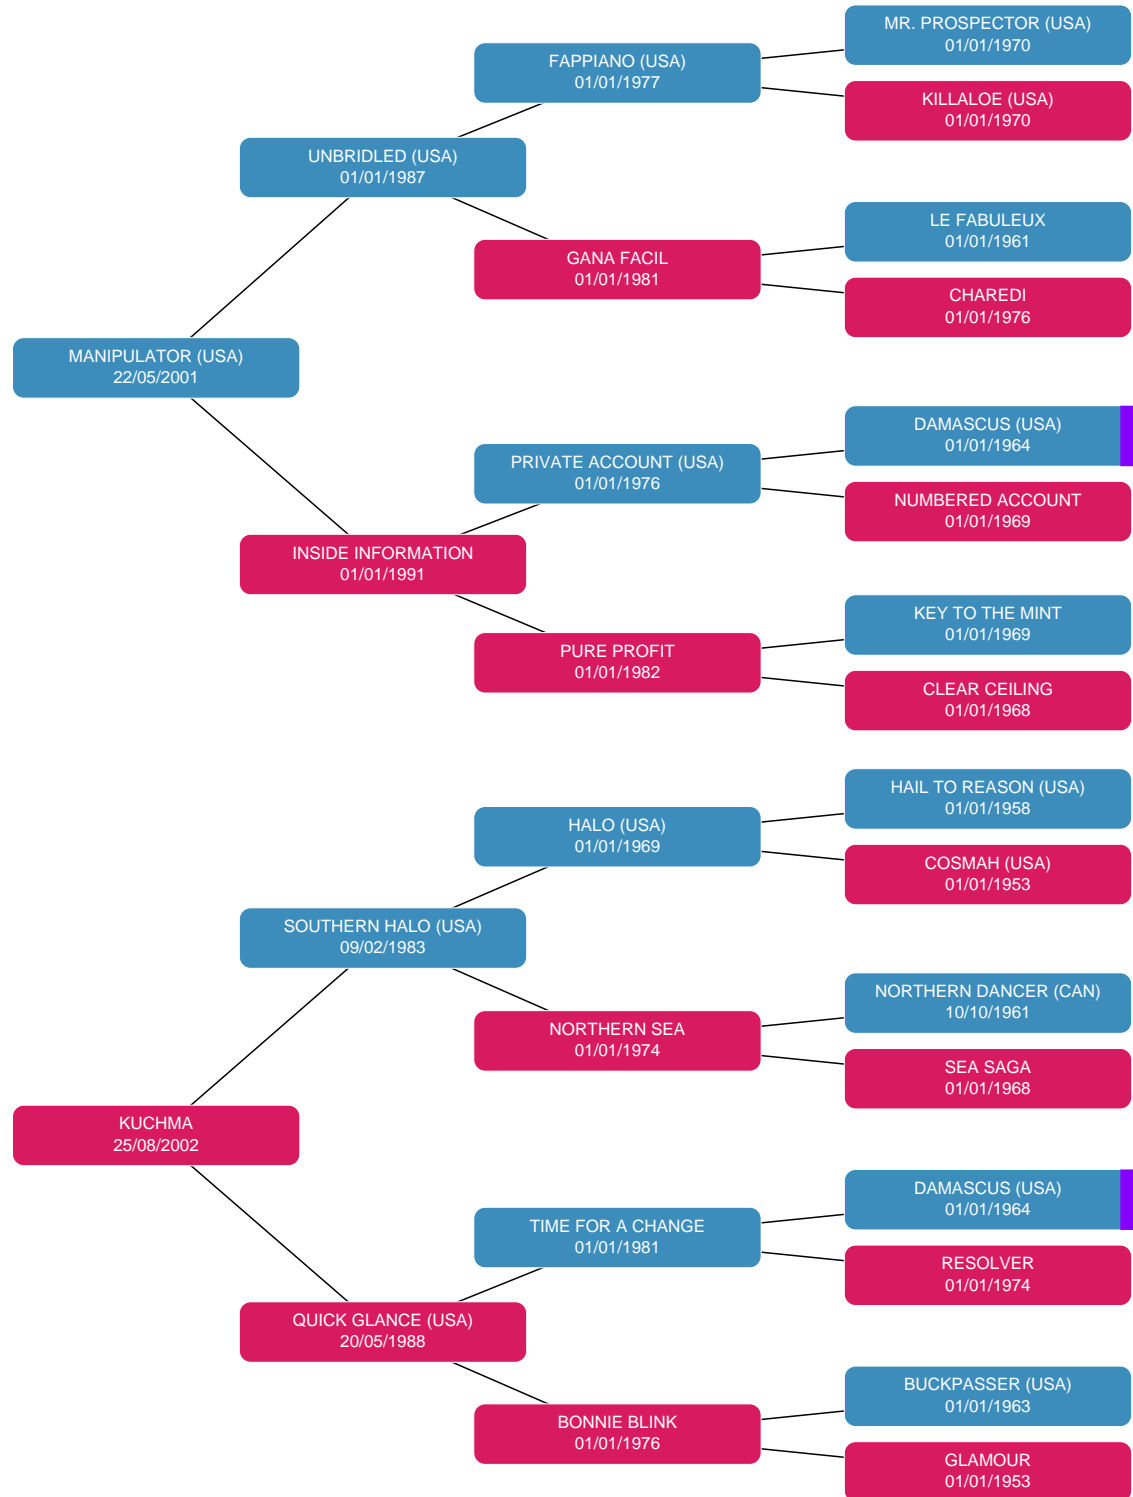 MR. PROSPECTOR (USA)
01/01/1970
FAPPIANO (USA)
01/01/1977
KILLALOE (USA)
01/01/1970
UNBRIDLED (USA)
01/01/1987
LE FABULEUX
01/01/1961
GANA FACIL
01/01/1981
CHAREDI
01/01/1976
MANIPULATOR (USA)
22/05/2001
DAMASCUS (USA)
01/01/1964
PRIVATE ACCOUNT (USA)
01/01/1976
NUMBERED ACCOUNT
01/01/1969
INSIDE INFORMATION
01/01/1991
KEY TO THE MINT
01/01/1969
PURE PROFIT
01/01/1982
CLEAR CEILING
01/01/1968
HAIL TO REASON (USA)
01/01/1958
HALO (USA)
01/01/1969
COSMAH (USA)
01/01/1953
SOUTHERN HALO (USA)
09/02/1983
NORTHERN DANCER (CAN)
10/10/1961
NORTHERN SEA
01/01/1974
SEA SAGA
01/01/1968
KUCHMA
25/08/2002
DAMASCUS (USA)
01/01/1964
TIME FOR A CHANGE
01/01/1981
RESOLVER
01/01/1974
QUICK GLANCE (USA)
20/05/1988
BUCKPASSER (USA)
01/01/1963
BONNIE BLINK
01/01/1976
GLAMOUR
01/01/1953